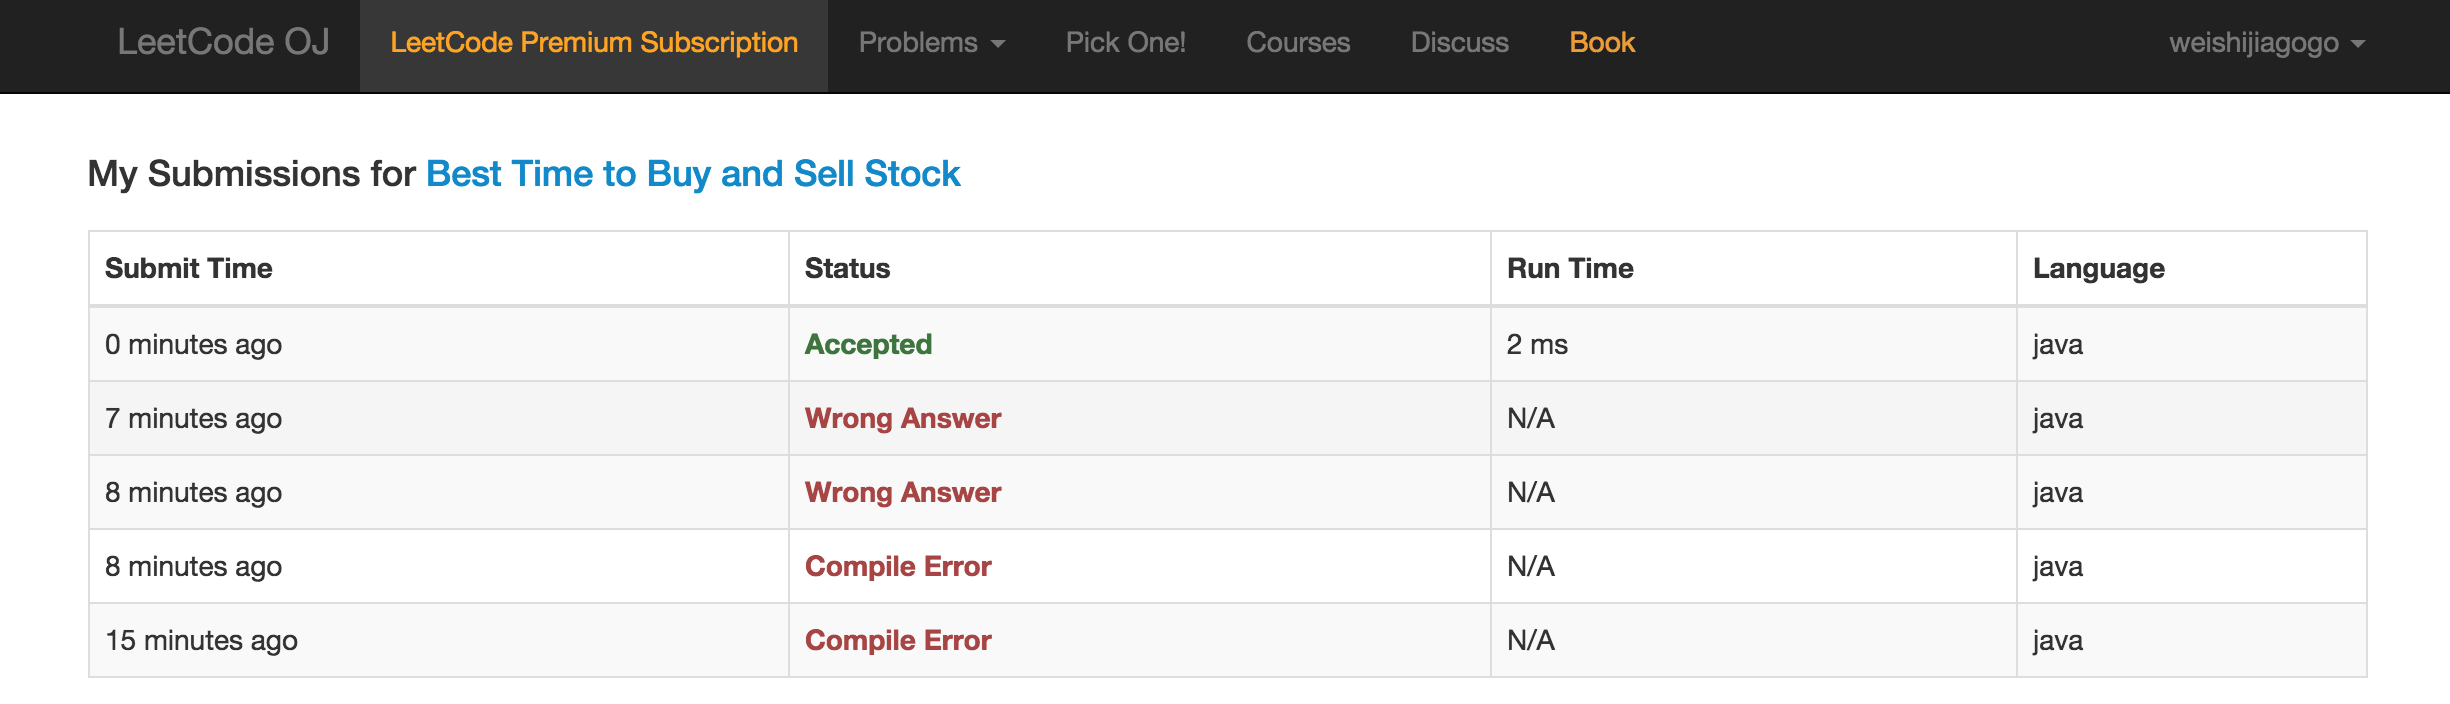 LeetCode OJ LeetCode Premium Subscription Problems Pick One! Courses Discuss Book weishijiagogo
My Submissions for Best Time to Buy and Sell Stock
Submit Time Status Run Time Language
0 minutes ago Accepted 2 ms java
7 minutes ago Wrong Answer N/A java
8 minutes ago Wrong Answer N/A java
8 minutes ago Compile Error N/A java
15 minutes ago Compile Error N/A java